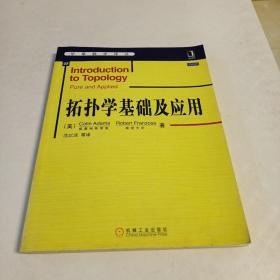 Introduction to
Topology
Pure and Applied
拓扑学基础及应用
(美) Colin Adams Robert Franzosa 著
沈以淡 等译
机械工业出版社
China Machine Press